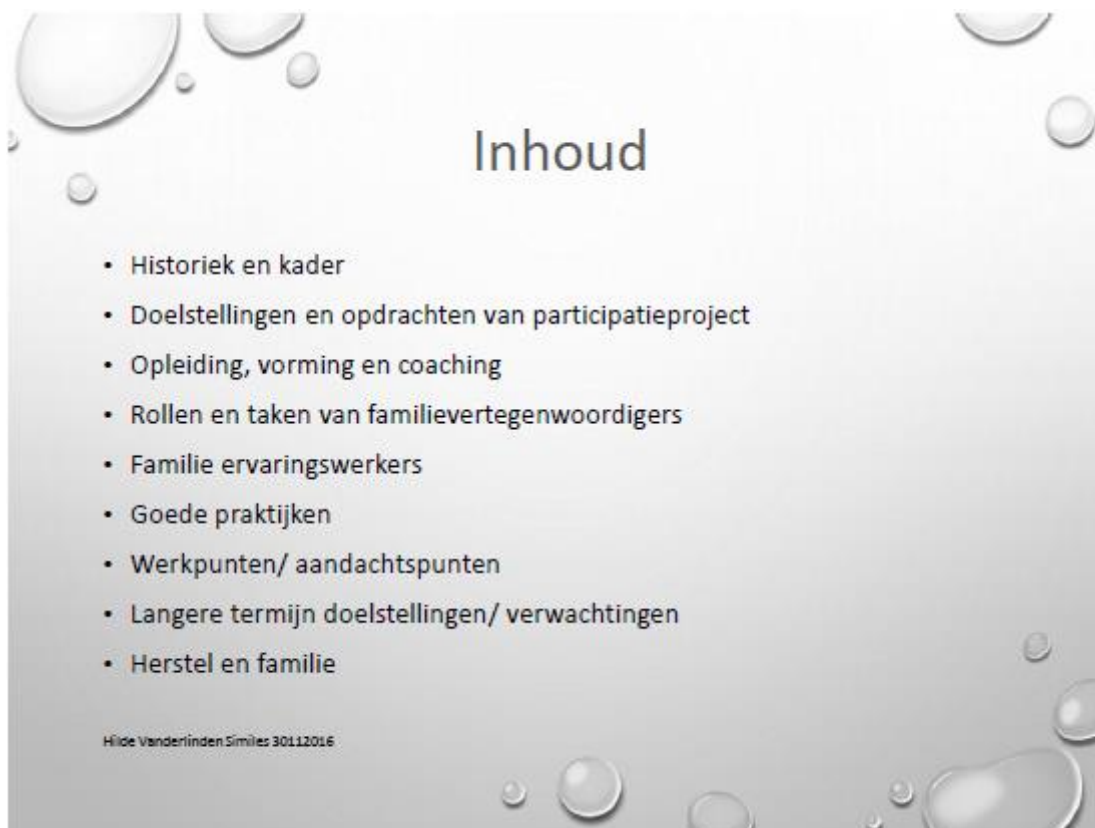 Inhoud
• Historiek en kader
• Doelstellingen en opdrachten van participatieproject
• Opleiding, vorming en coaching
• Rollen en taken van familievertegenwoordigers
• Familie ervaringswerkers
• Goede praktijken
• Werkpunten/ aandachtspunten
• Langere termijn doelstellingen/ verwachtingen
• Herstel en familie
Hilde Vanderlinden Similes 30112016